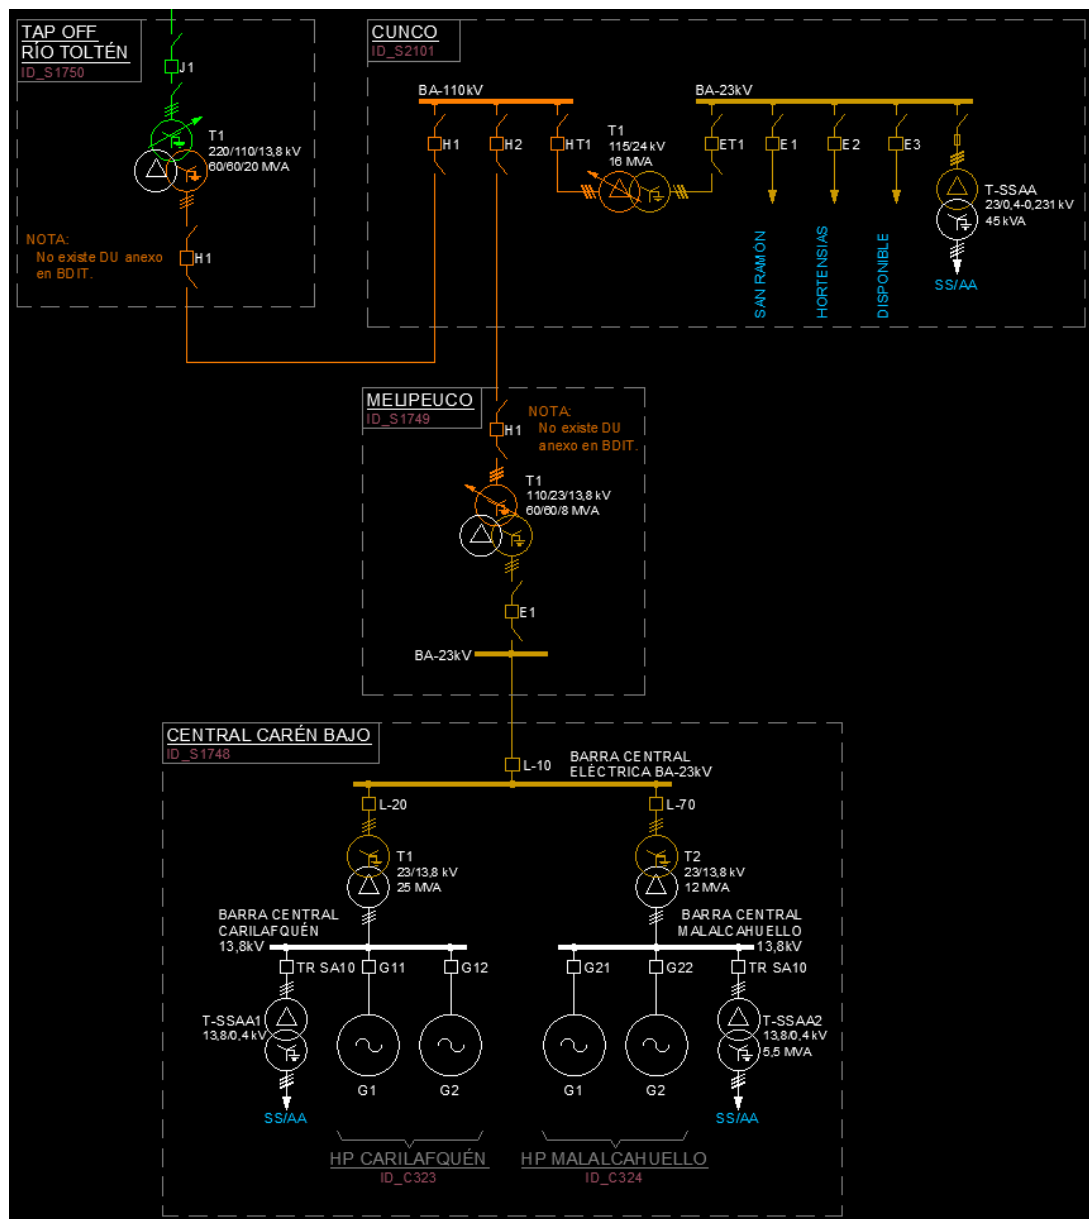 TAP OFF
RÍO TOLTÉN
ID_S1750
J1
T1
220/110/13,8 kV
60/60/20 MVA
NOTA:
No existe DU anexo
en BDIT.
H1
CUNCO
ID_S2101
BA-110kV
H1
H2
HT1
T1
115/24 kV
16 MVA
BA-23kV
ET1
E1
E2
E3
SAN RAMÓN
HORTENSIAS
DISPONIBLE
T-SSAA
23/0,4-0,231 kV
45 kVA
SS/AA
MELIPEUCO
ID_S1749
H1
NOTA:
No existe DU
anexo en BDIT.
T1
110/23/13,8 kV
60/60/8 MVA
E1
BA-23kV
CENTRAL CARÉN BAJO
ID_S1748
L-10
BARRA CENTRAL
ELÉCTRICA BA-23kV
L-20
L-70
T1
23/13,8 kV
25 MVA
T2
23/13,8 kV
12 MVA
BARRA CENTRAL
CARILAFQUÉN
13,8kV
BARRA CENTRAL
MALALCAHUELLO
13,8kV
TR SA10
G11
G12
G21
G22
TR SA10
T-SSAA1
13,8/0,4 kV
T-SSAA2
13,8/0,4 kV
5,5 MVA
G1
G2
G1
G2
SS/AA
SS/AA
HP CARILAFQUÉN
ID_C323
HP MALALCAHUELLO
ID_C324